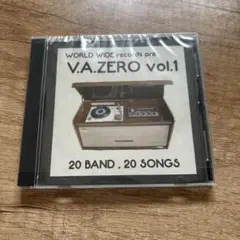 WORLD WIDE records pre
V.A.ZERO vol.1
20 BAND . 20 SONGS